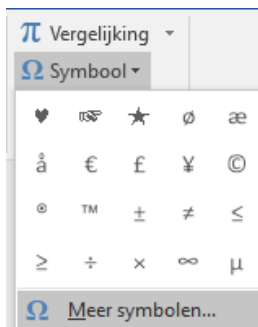 π Vergelijking
Ω Symbool
♥ ☞ ★ ø æ
å € £ ¥ ©
® ™ ± ≠ ≤
≥ ÷ × ∞ µ
Ω Meer symbolen...